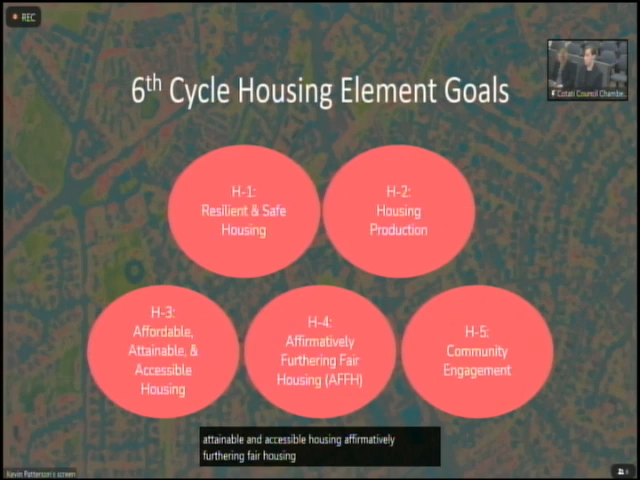 REC
6th Cycle Housing Element Goals
Cotati Council Chambe...
H-1:
Resilient & Safe
Housing
H-2:
Housing
Production
H-3:
Affordable,
Attainable, &
Accessible
Housing
H-4:
Affirmatively
Furthering Fair
Housing (AFFH)
H-5:
Community
Engagement
attainable and accessible housing affirmatively
furthering fair housing
Kevin Patterson's screen